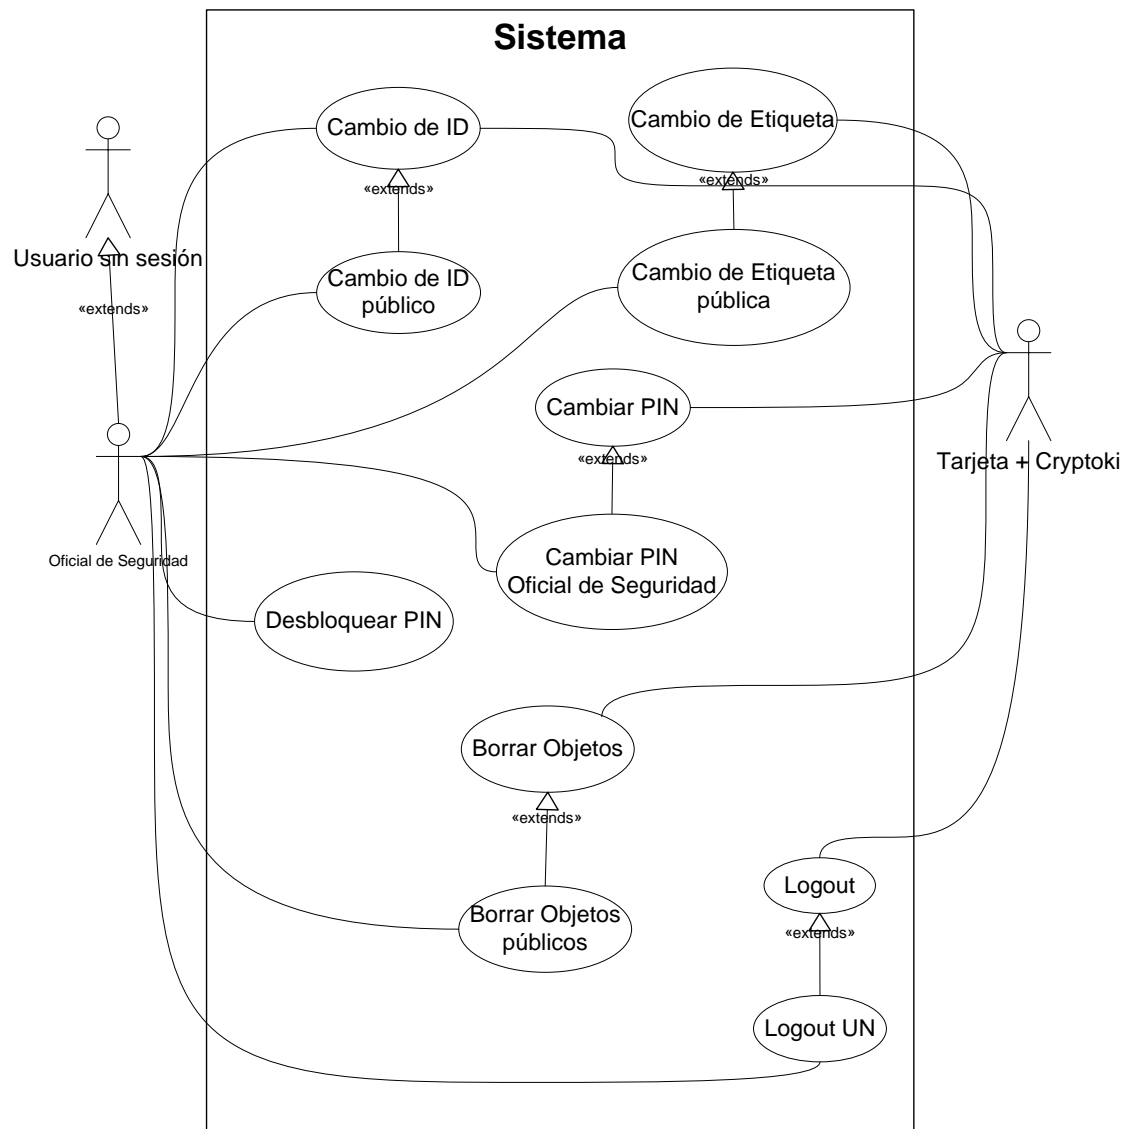 Sistema
Cambio de ID
Cambio de Etiqueta
«extends»
«extends»
Usuario sin sesión
Cambio de ID
público
Cambio de Etiqueta
pública
«extends»
Cambiar PIN
«extends»
Tarjeta + Cryptoki
Oficial de Seguridad
Cambiar PIN
Oficial de Seguridad
Desbloquear PIN
Borrar Objetos
«extends»
Logout
Borrar Objetos
públicos
«extends»
Logout UN